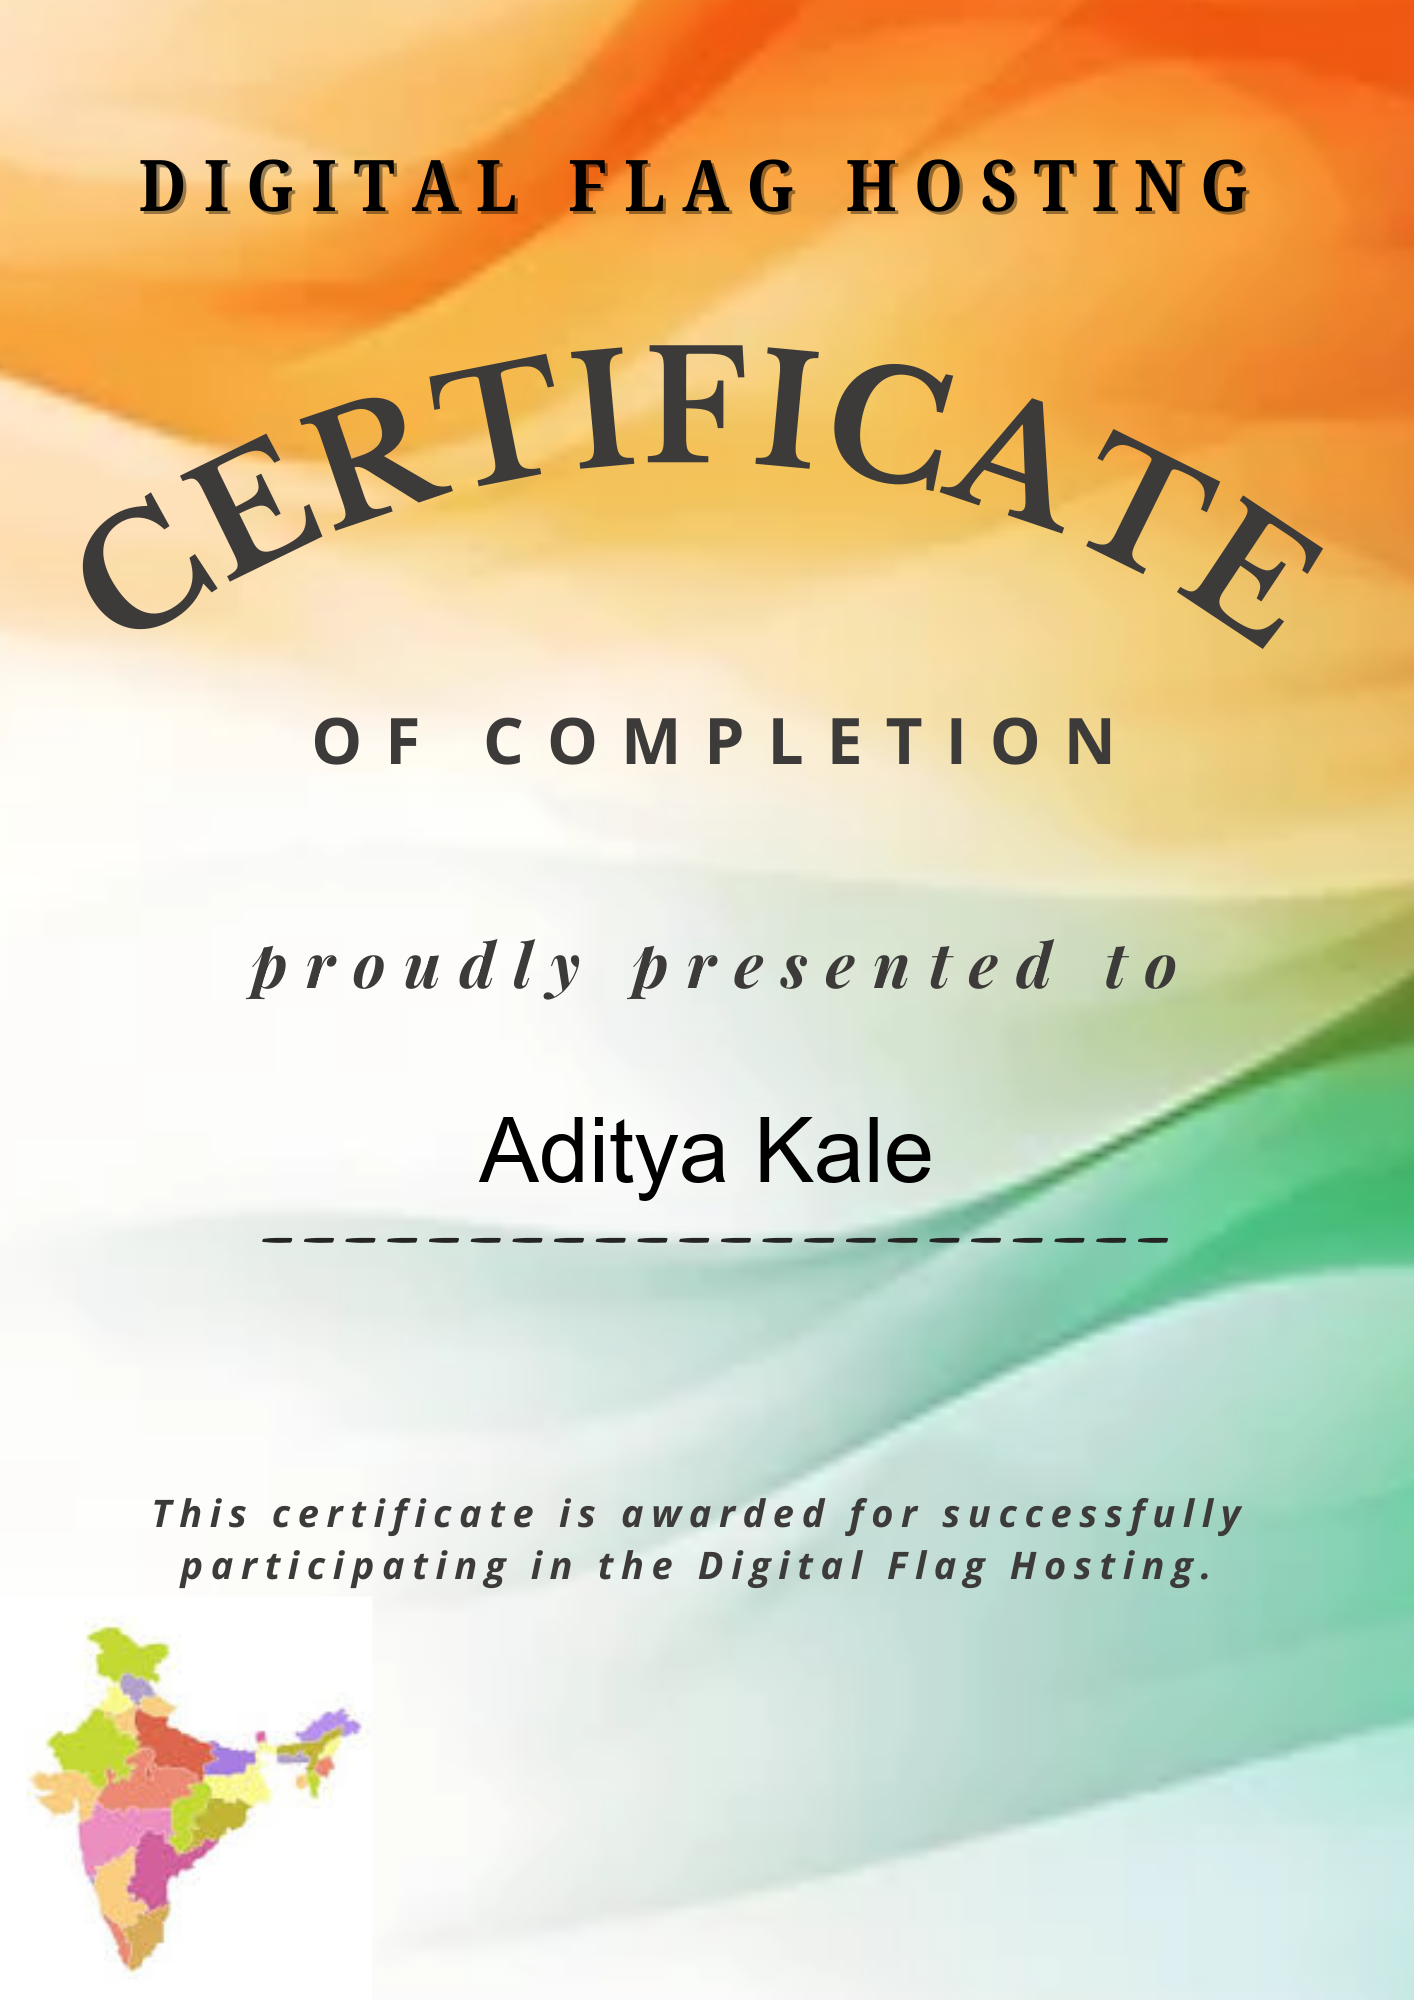 DIGITAL FLAG HOSTING
CERTIFICATE
OF COMPLETION
proudly presented to
Aditya Kale
This certificate is awarded for successfully
participating in the Digital Flag Hosting.